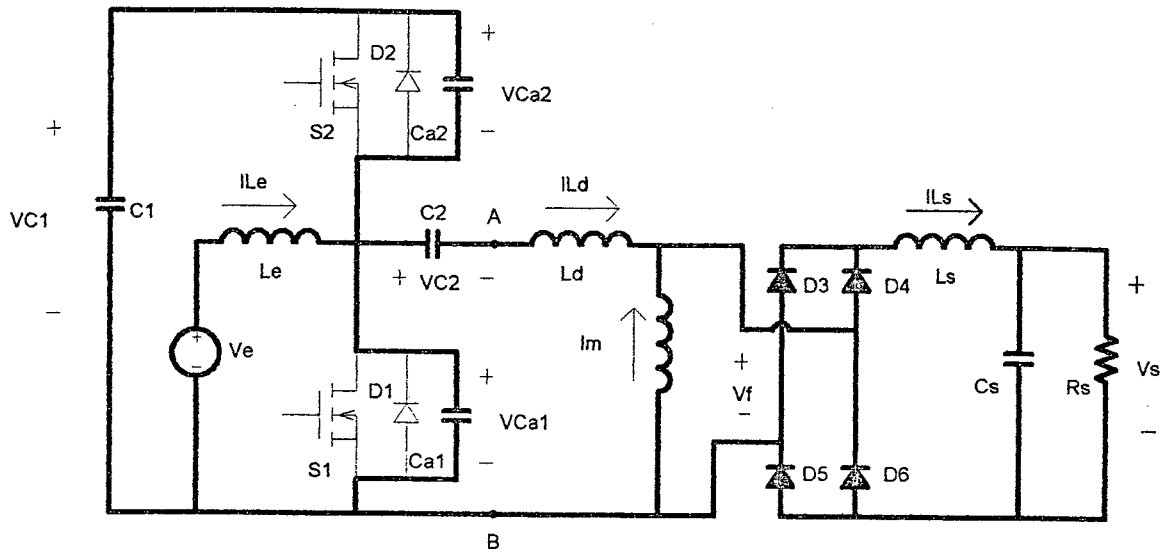 D2
+
VCa2
-
S2
Ca2
+
VC1
-
C1
ILe
Le
C2
+ VC2 -
A
ILd
Ld
ILs
Ls
D3
D4
+
-
Ve
Im
+
Vf
-
D1
+
VCa1
-
S1
Ca1
D5
D6
Cs
Rs
+
Vs
-
B